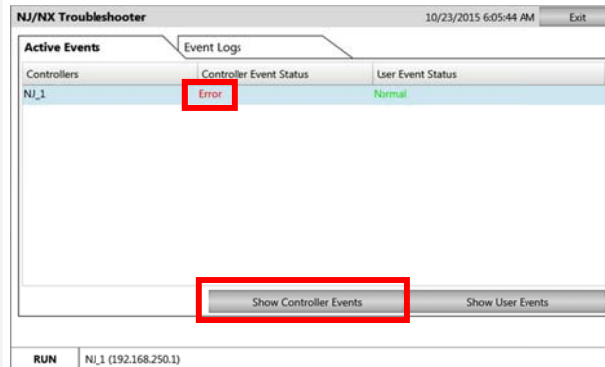 NJ/NX Troubleshooter 10/23/2015 6:05:44 AM Exit
Active Events Event Logs
Controllers Controller Event Status User Event Status
NJ_1 Error Normal
Show Controller Events Show User Events
RUN NJ_1 (192.168.250.1)